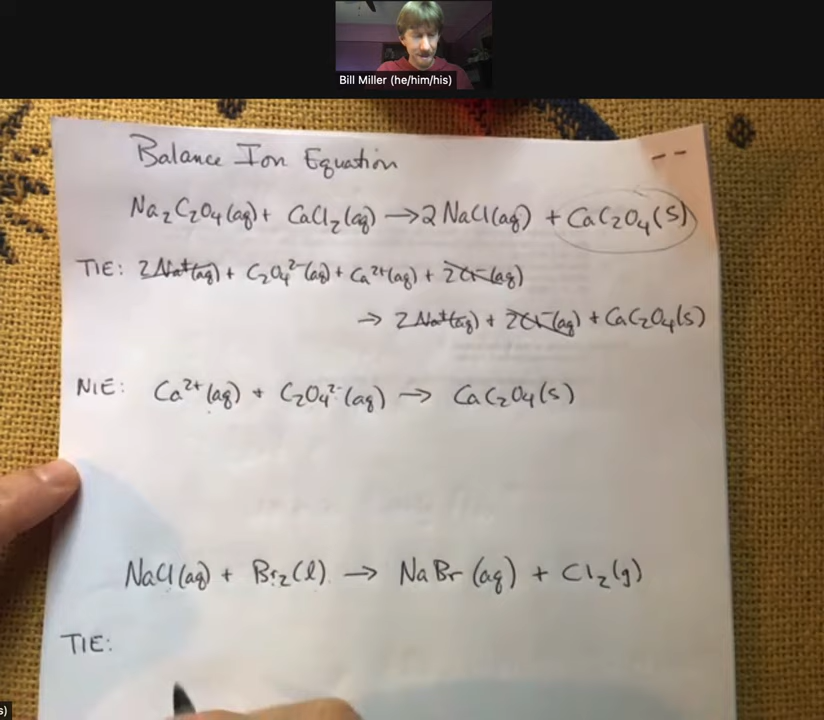 Bill Miller (he/him/his)
Balance Ion Equation
Na₂C₂O₄(aq) + CaCl₂(aq) → 2 NaCl(aq) + CaC₂O₄(s)
TIE: 2Na⁺(aq) + C₂O₄²⁻(aq) + Ca²⁺(aq) + 2Cl⁻(aq)
→ 2Na⁺(aq) + 2Cl⁻(aq) + CaC₂O₄(s)
NIE: Ca²⁺(aq) + C₂O₄²⁻(aq) → CaC₂O₄(s)
NaCl(aq) + Br₂(l) → NaBr(aq) + Cl₂(g)
TIE:
s)